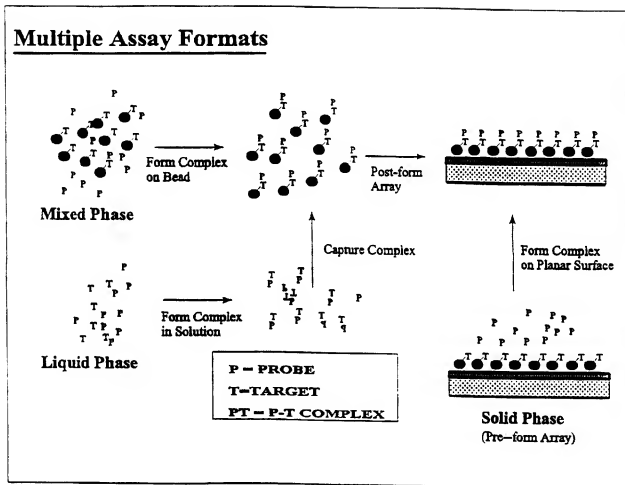 Multiple Assay Formats
Form Complex
on Bead
Post-form
Array
Mixed Phase
Capture Complex
Form Complex
on Planar Surface
Form Complex
in Solution
Liquid Phase
P = PROBE
T=TARGET
PT = P-T COMPLEX
Solid Phase
(Pre-form Array)